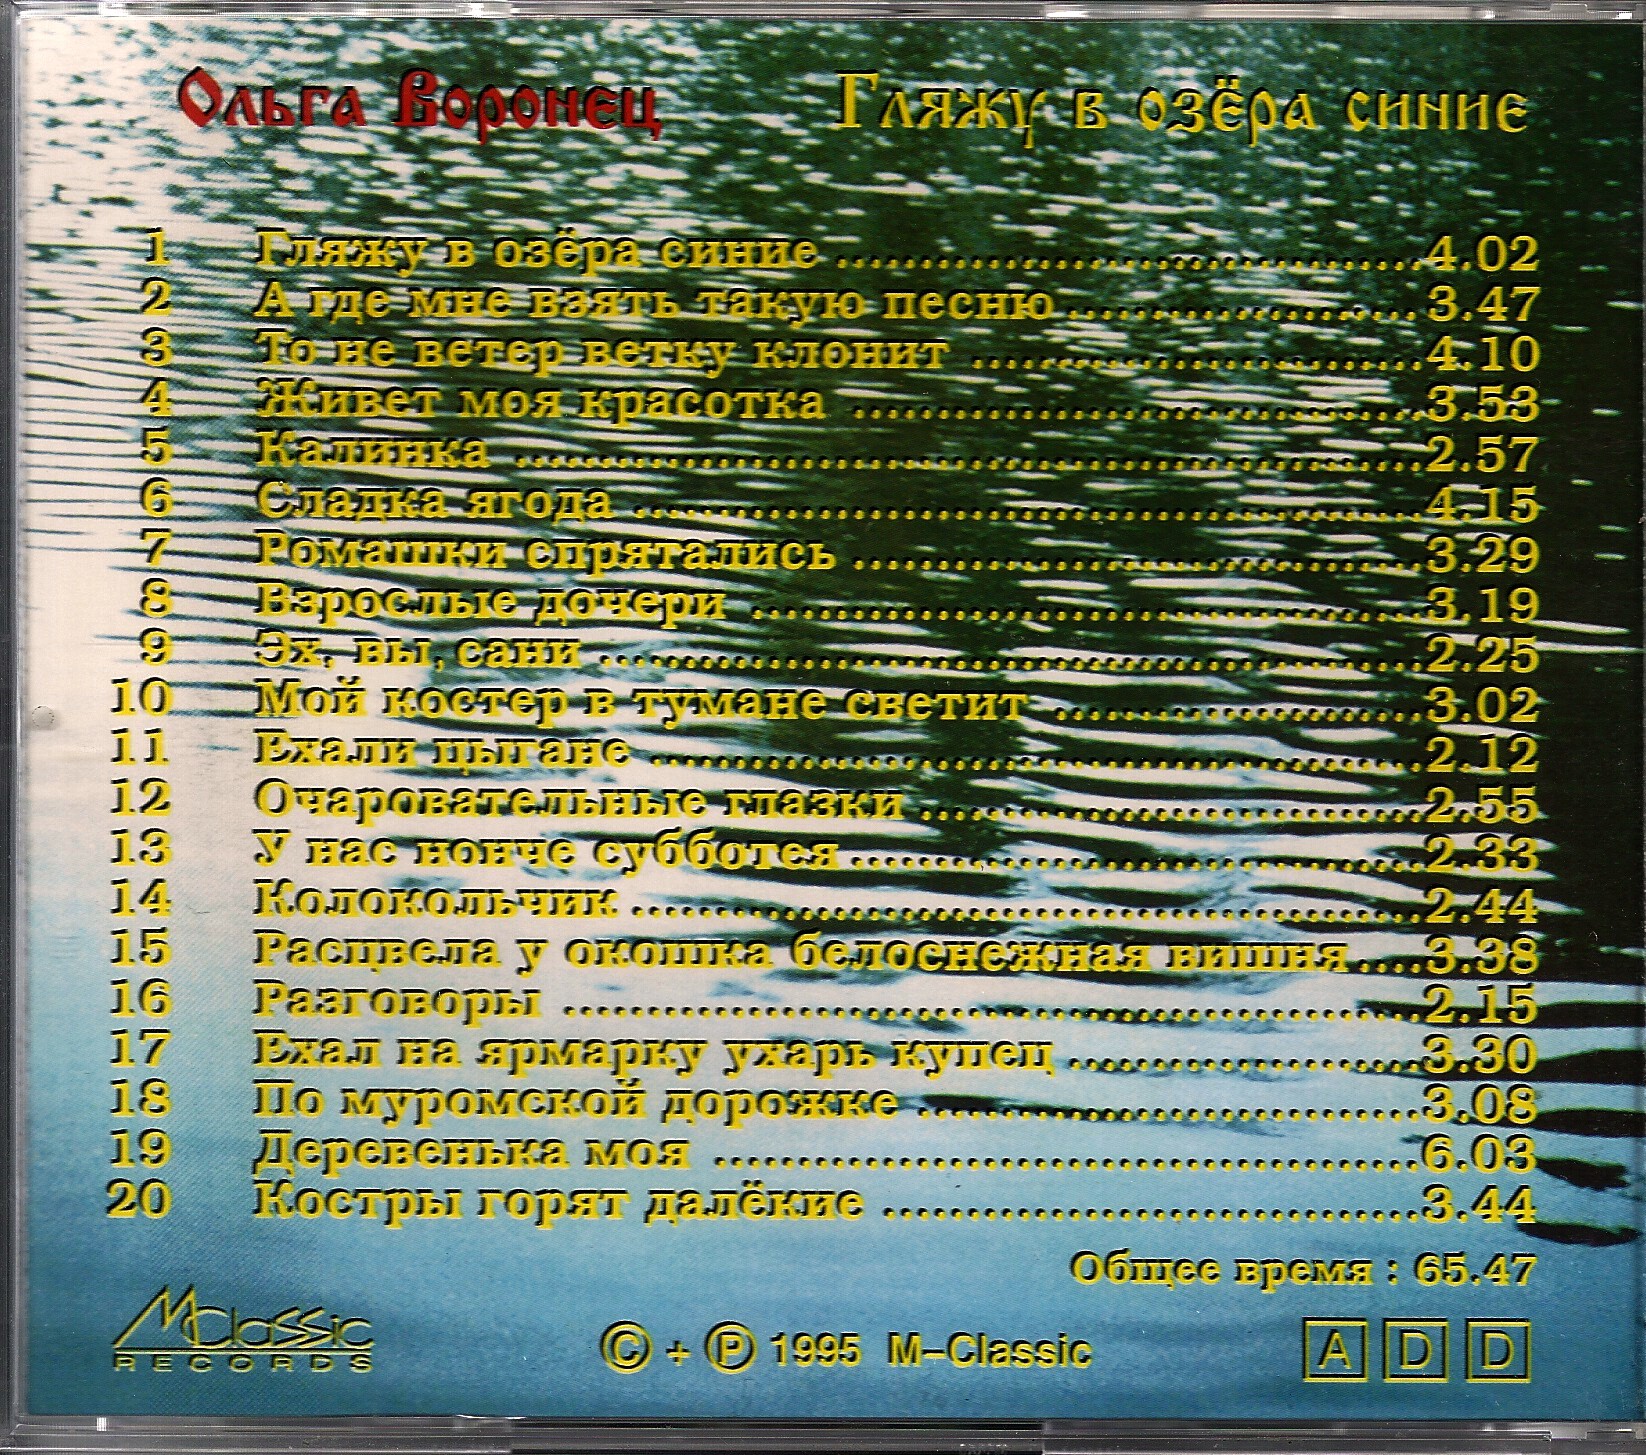 Ольга Воронец Гляжу в озёра синие
1 Гляжу в озёра синие 4.02
2 А где мне взять такую песню 3.47
3 То не ветер ветку клонит 4.10
4 Живет моя красотка 3.53
5 Калинка 2.57
6 Сладка ягода 4.15
7 Ромашки спрятались 3.29
8 Взрослые дочери 3.19
9 Эх, вы, сани 2.25
10 Мой костер в тумане светит 3.02
11 Ехали цыгане 2.12
12 Очаровательные глазки 2.55
13 У нас нонче субботея 2.33
14 Колокольчик 2.44
15 Расцвела у окошка белоснежная вишня 3.38
16 Разговоры 2.15
17 Ехал на ярмарку ухарь купец 3.30
18 По муромской дорожке 3.08
19 Деревенька моя 6.03
20 Костры горят далёкие 3.44
Общее время : 65.47
MClassic
RECORDS
© + ℗ 1995 M–Classic
A D D